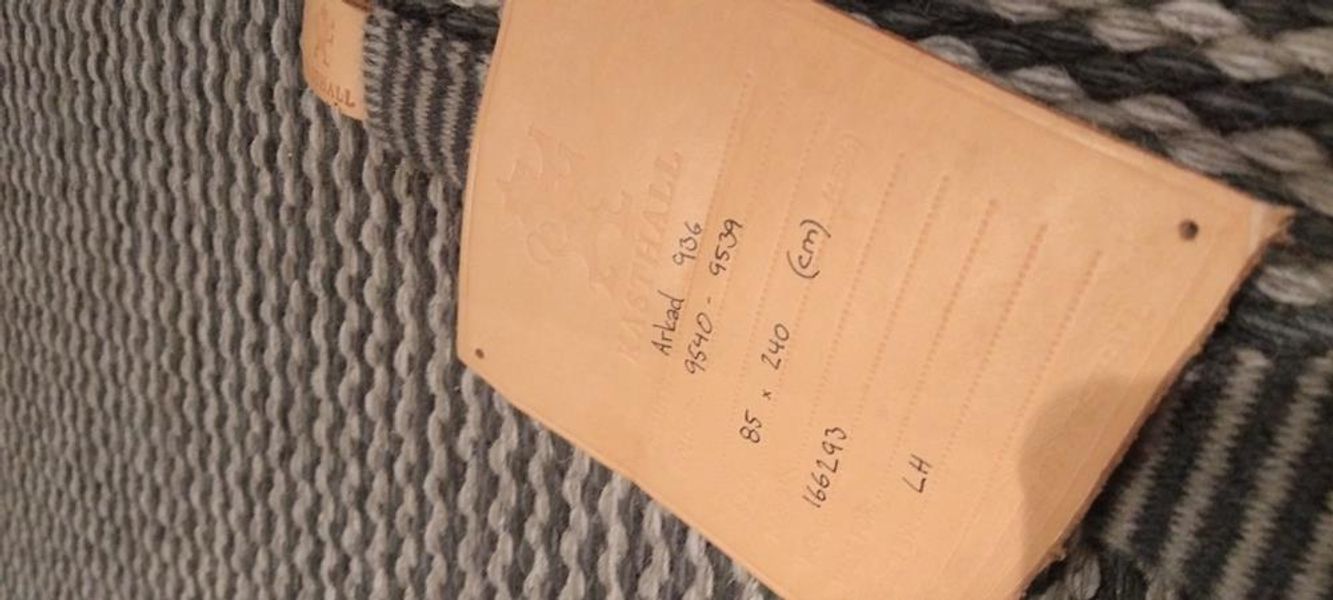 KASTHALL
Arkad 936
9540 - 9539
85 x 240 (cm)
166293
LH